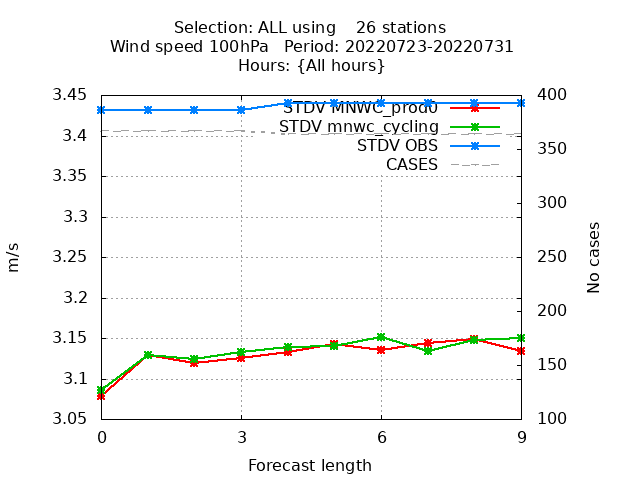 Selection: ALL using    26 stations
Wind speed 100hPa   Period: 20220723-20220731
Hours: {All hours}
3.45
3.4
3.35
3.3
3.25
3.2
3.15
3.1
3.05
m/s
400
350
300
250
200
150
100
No cases
STDV MNWC_prod0
STDV mnwc_cycling
STDV OBS
CASES
0 3 6 9
Forecast length